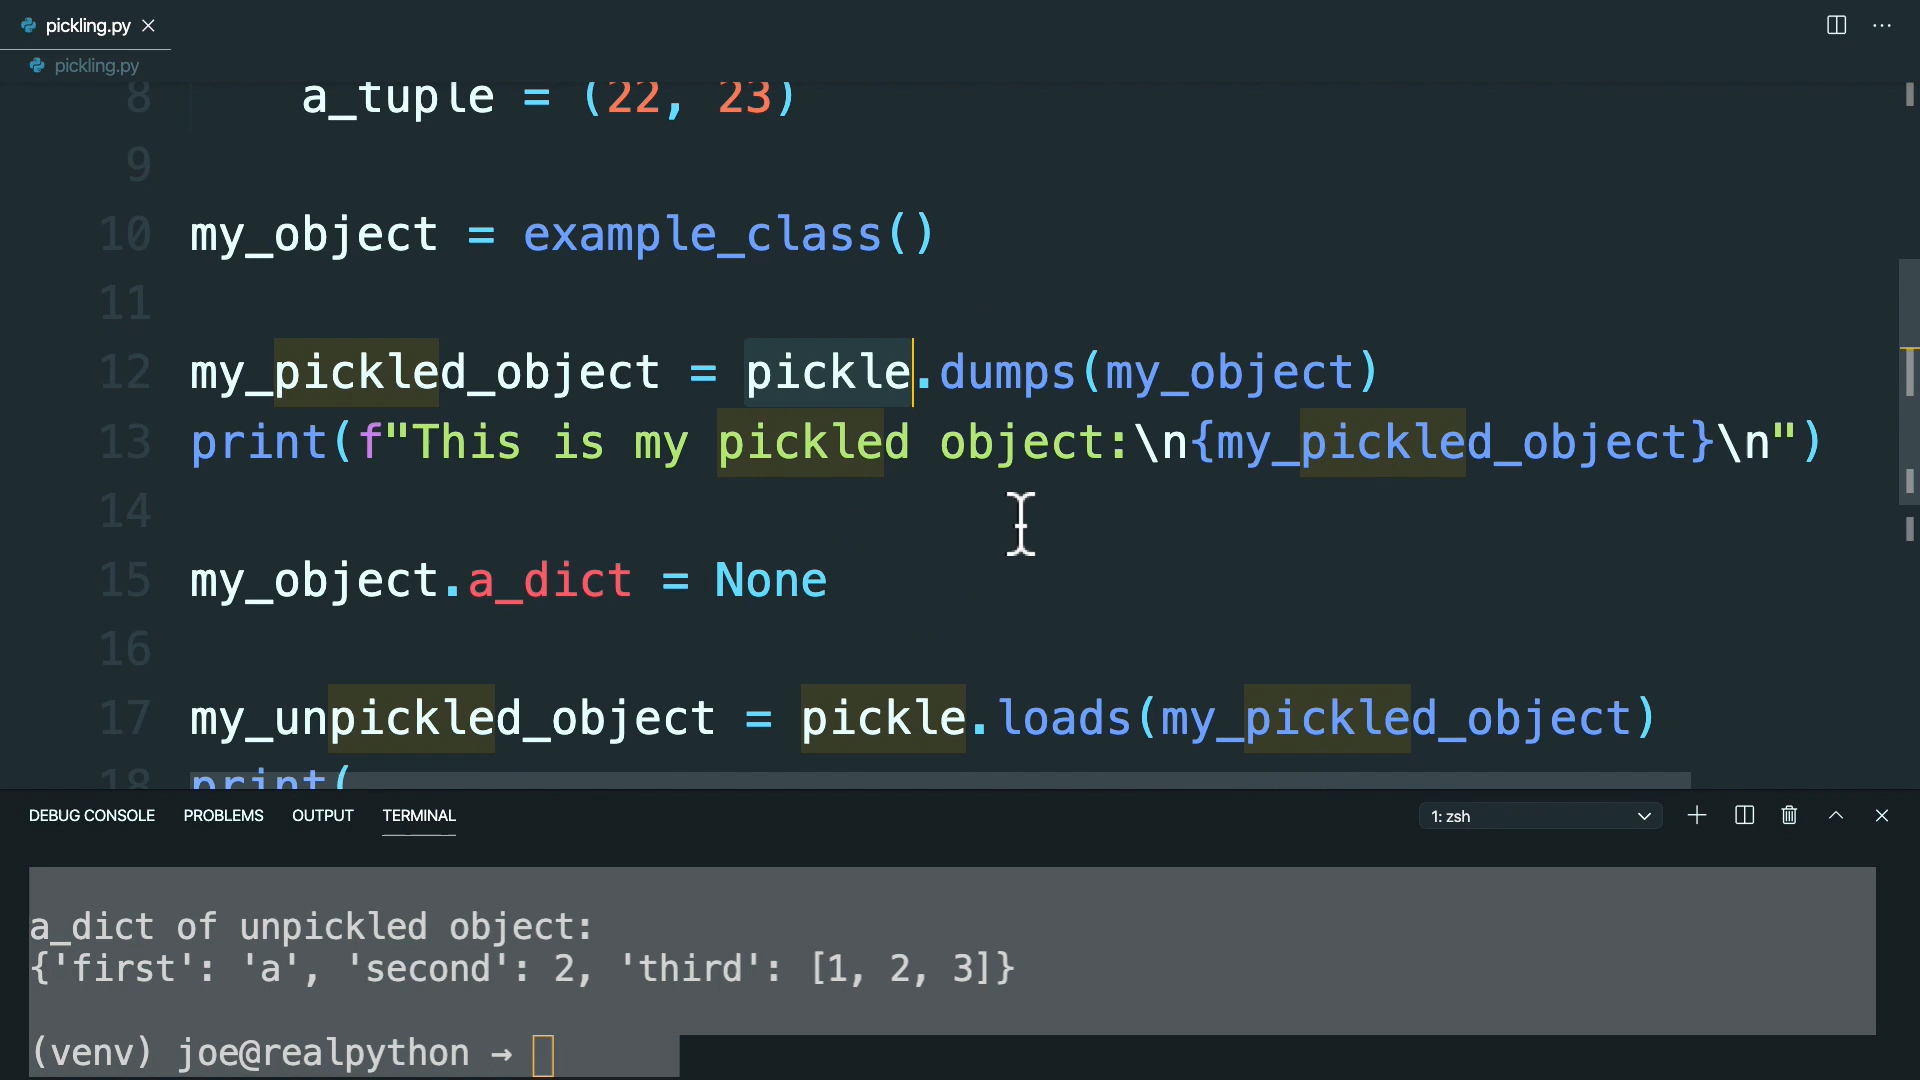 pickling.py
pickling.py
8 a_tuple = (22, 23)
9
10 my_object = example_class()
11
12 my_pickled_object = pickle.dumps(my_object)
13 print(f"This is my pickled object:\n{my_pickled_object}\n")
14
15 my_object.a_dict = None
16
17 my_unpickled_object = pickle.loads(my_pickled_object)
18 print(
DEBUG CONSOLE PROBLEMS OUTPUT TERMINAL 1: zsh
a_dict of unpickled object:
{'first': 'a', 'second': 2, 'third': [1, 2, 3]}
(venv) joe@realpython →